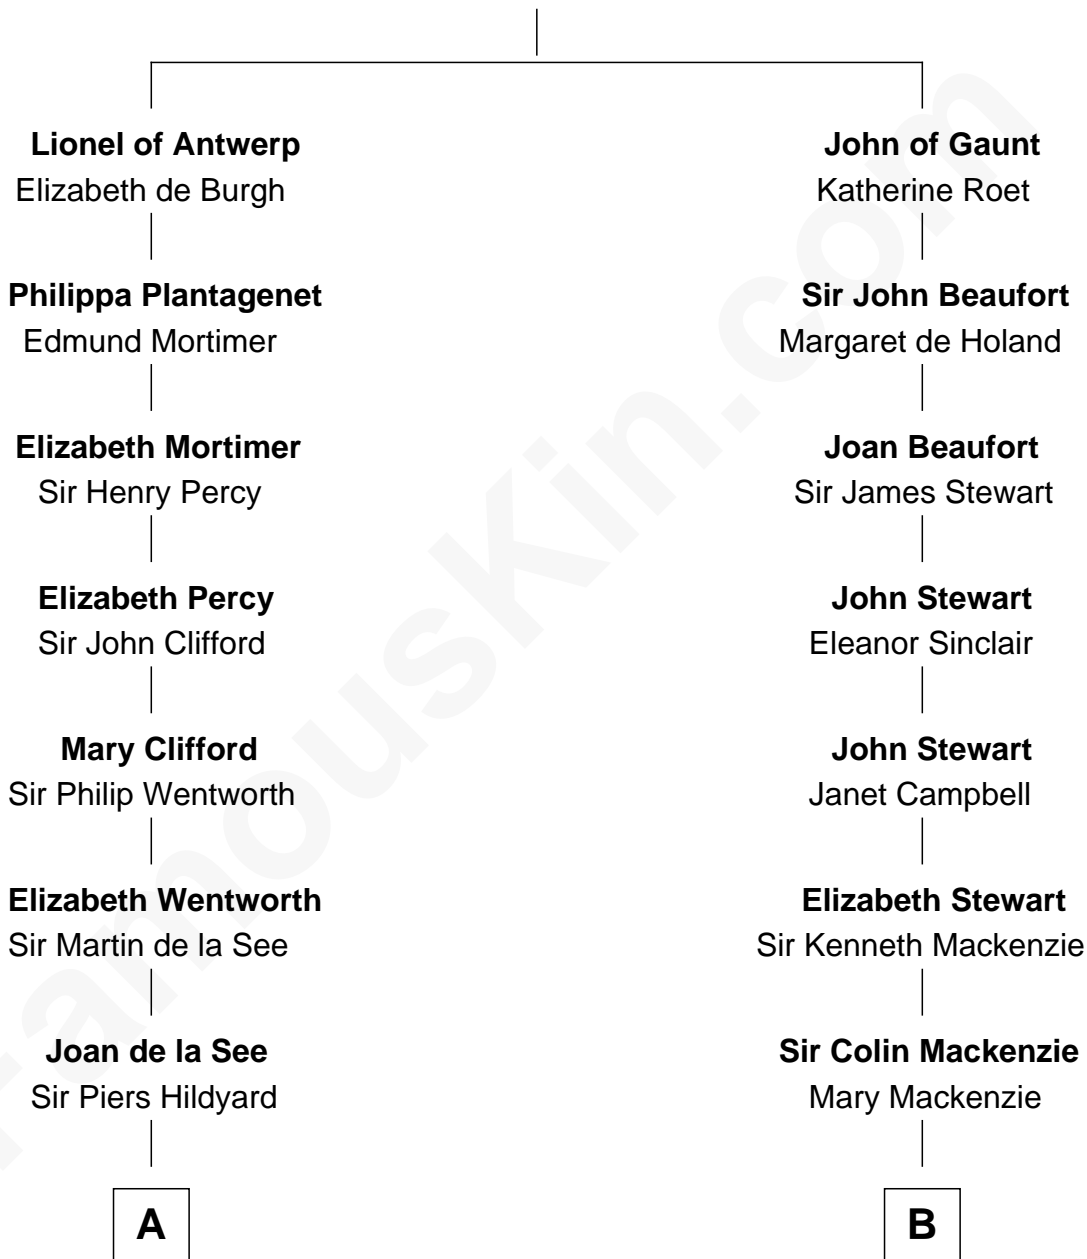 Lionel of Antwerp
Elizabeth de Burgh
Philippa Plantagenet
Edmund Mortimer
Elizabeth Mortimer
Sir Henry Percy
Elizabeth Percy
Sir John Clifford
Mary Clifford
Sir Philip Wentworth
Elizabeth Wentworth
Sir Martin de la See
Joan de la See
Sir Piers Hildyard
A
John of Gaunt
Katherine Roet
Sir John Beaufort
Margaret de Holand
Joan Beaufort
Sir James Stewart
John Stewart
Eleanor Sinclair
John Stewart
Janet Campbell
Elizabeth Stewart
Sir Kenneth Mackenzie
Sir Colin Mackenzie
Mary Mackenzie
B
FamousKin.com